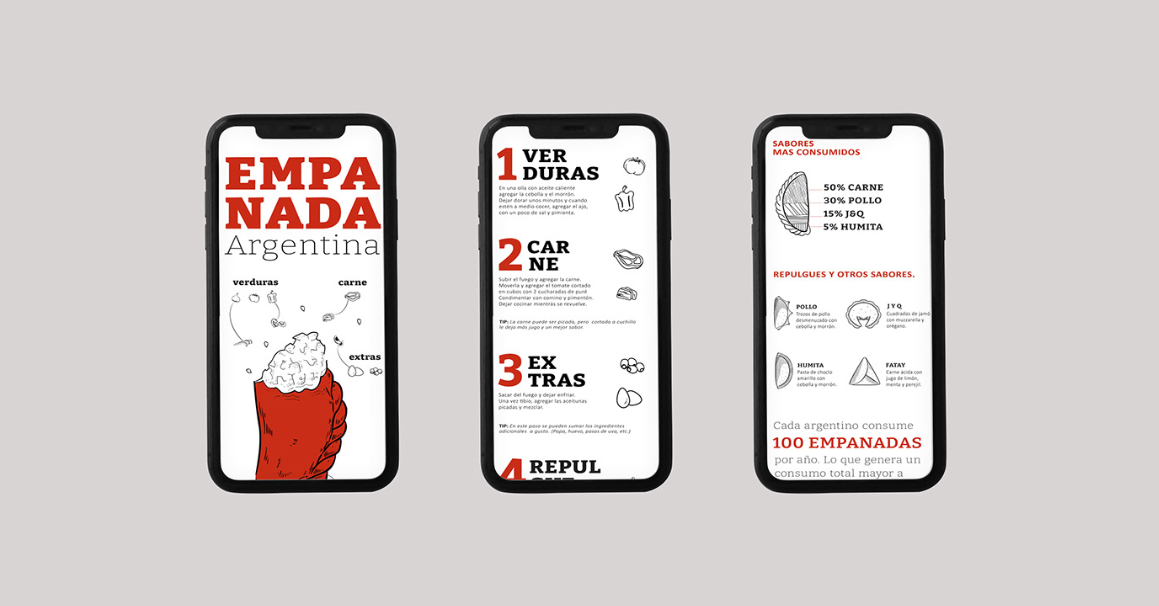 EMPA
NADA
Argentina
verduras
carne
extras
1 VER
DURAS
En una olla con aceite caliente
agregar la cebolla y el morrón.
Dejar dorar unos minutos y cuando
estén a medio cocer, agregar el ajo,
con un poco de sal y pimienta.
2 CAR
NE
Subir el fuego y agregar la carne.
Moverla y agregar el tomate cortado
en cubos con 2 cucharadas de puré
Condimentar con comino y pimentón.
Dejar cocinar mientras se revuelve.
TIP: La carne puede ser picada, pero cortada a cuchillo
le deja más jugo y un mejor sabor.
3 EX
TRAS
Sacar del fuego y dejar enfriar.
Una vez tibio, agregar las aceitunas
picadas y mezclar.
TIP: En este paso se pueden sumar los ingredientes
adicionales a gusto. (Papa, huevo, pasas de uva, etc.)
4 REPUL
SABORES
MAS CONSUMIDOS
50% CARNE
30% POLLO
15% J&Q
5% HUMITA
REPULGUES Y OTROS SABORES.
POLLO
Trozos de pollo
desmenuzado con
cebolla y morrón.
J Y Q
Cuadrados de jamó
con muzzarella y
orégano.
HUMITA
Pasta de choclo
amarillo con
cebolla y morrón.
FATAY
Carne ácida con
jugo de limón,
menta y perejil.
Cada argentino consume
100 EMPANADAS
por año. Lo que genera un
consumo total mayor a